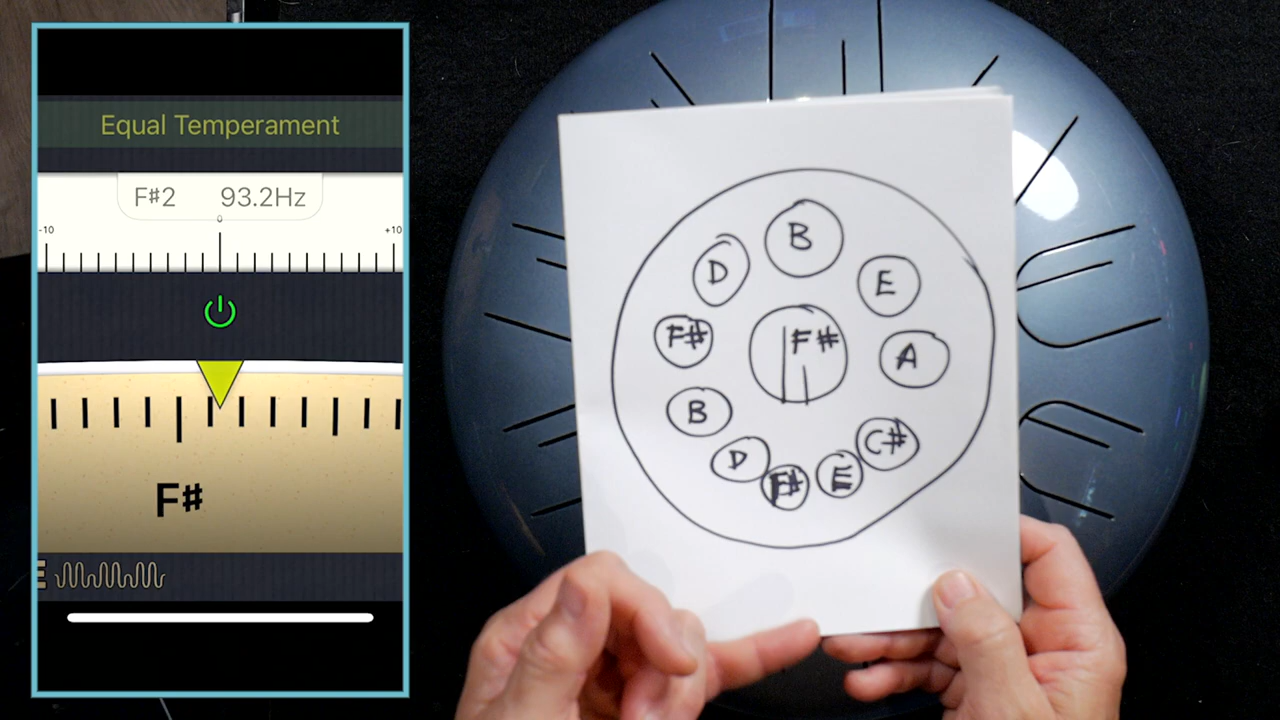 Equal Temperament
F♯2 93.2Hz
0
-10 +10
F♯
E
B
D
E
F#
F#
A
B
C#
D
F#
E